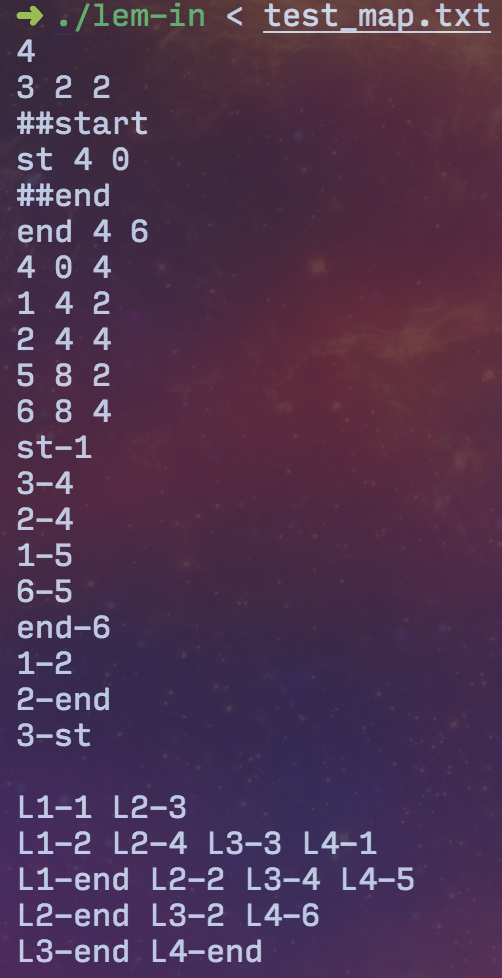 ➜ ./lem-in < test_map.txt
4
3 2 2
##start
st 4 0
##end
end 4 6
4 0 4
1 4 2
2 4 4
5 8 2
6 8 4
st-1
3-4
2-4
1-5
6-5
end-6
1-2
2-end
3-st

L1-1 L2-3
L1-2 L2-4 L3-3 L4-1
L1-end L2-2 L3-4 L4-5
L2-end L3-2 L4-6
L3-end L4-end